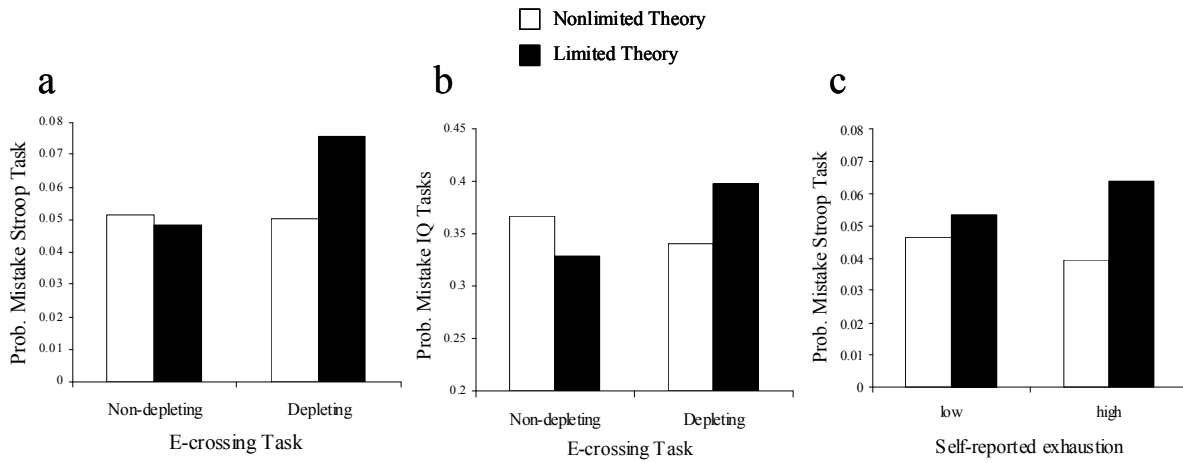 Nonlimited Theory
Limited Theory
a
Prob. Mistake Stroop Task
0.08
0.07
0.06
0.05
0.04
0.03
0.02
0.01
0
Non-depleting Depleting
E-crossing Task
b
Prob. Mistake IQ Tasks
0.45
0.4
0.35
0.3
0.25
0.2
Non-depleting Depleting
E-crossing Task
c
Prob. Mistake Stroop Task
0.08
0.07
0.06
0.05
0.04
0.03
0.02
0.01
0
low high
Self-reported exhaustion